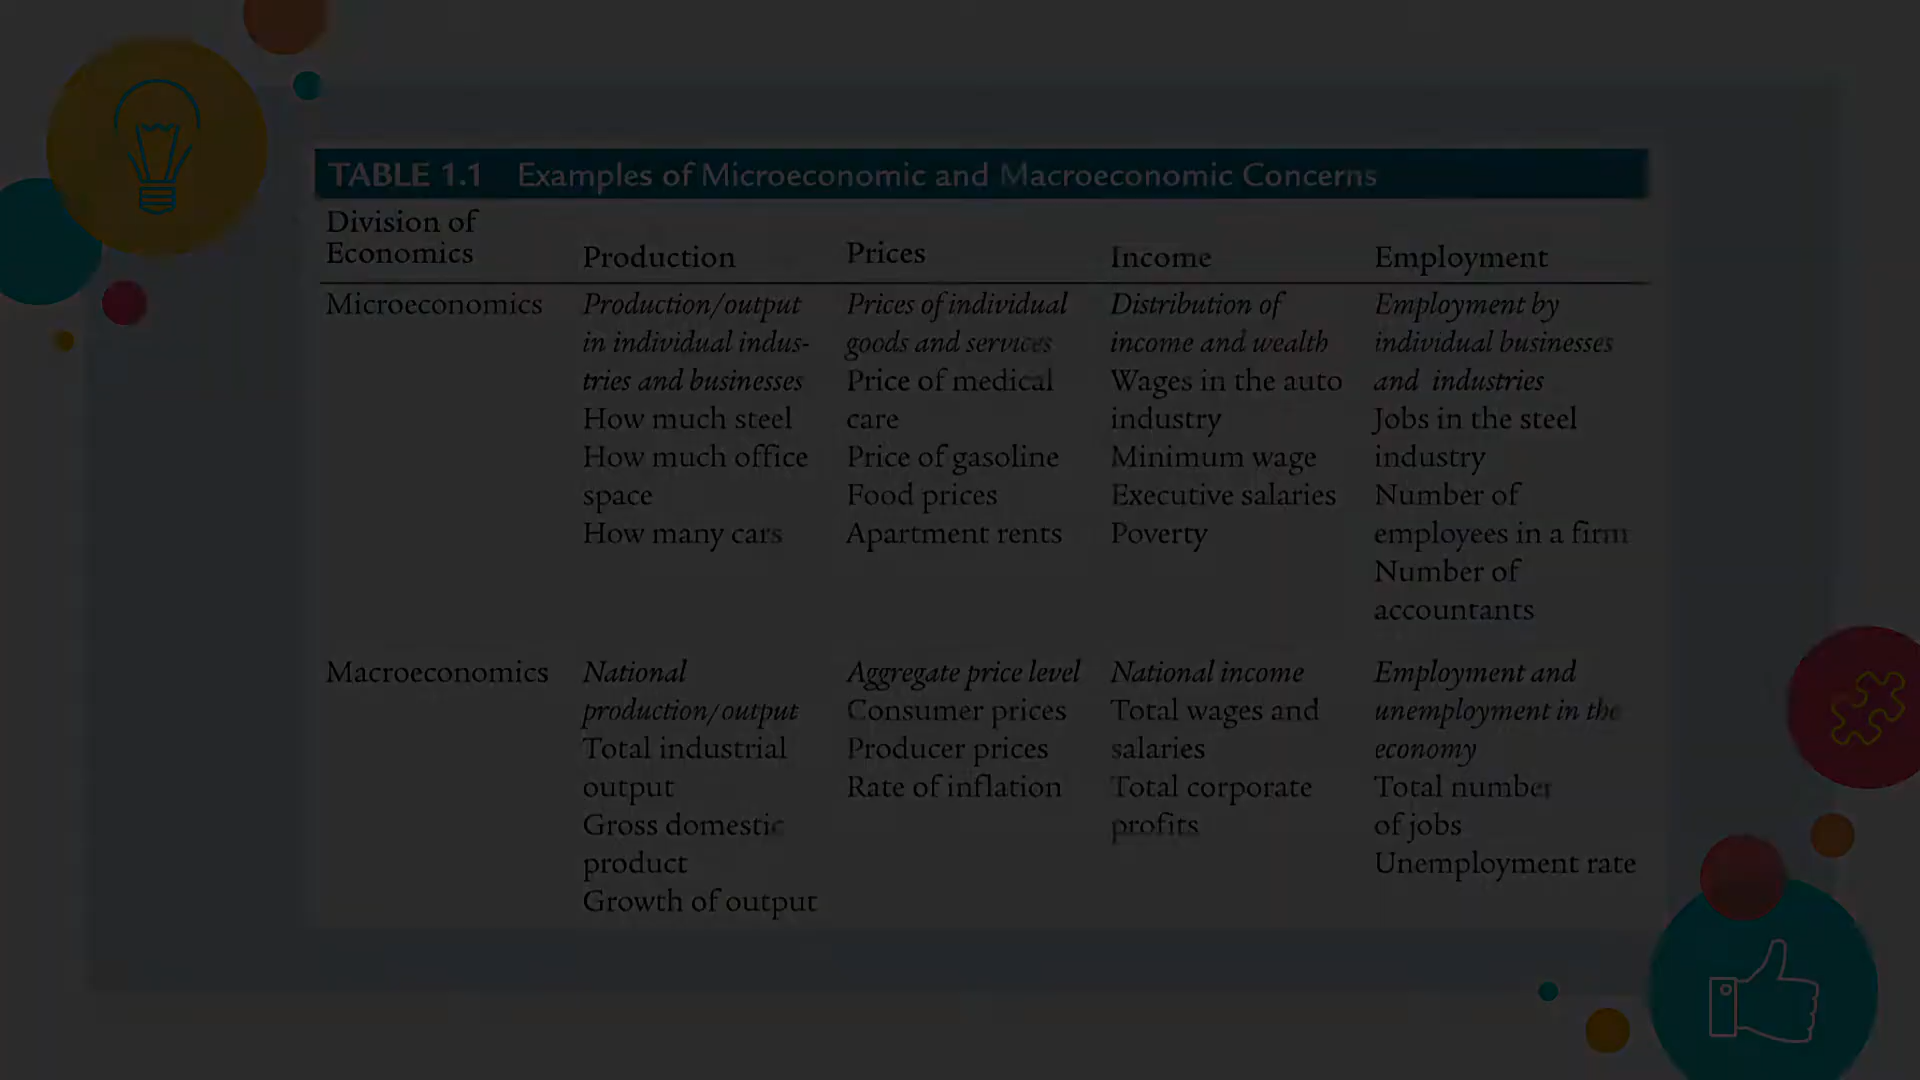 TABLE 1.1 Examples of Microeconomic and Macroeconomic Concerns
Division of
Economics
Production
Prices
Income
Employment
Microeconomics
Production/output
in individual indus-
tries and businesses
How much steel
How much office
space
How many cars
Prices of individual
goods and services
Price of medical
care
Price of gasoline
Food prices
Apartment rents
Distribution of
income and wealth
Wages in the auto
industry
Minimum wage
Executive salaries
Poverty
Employment by
individual businesses
and industries
Jobs in the steel
industry
Number of
employees in a firm
Number of
accountants
Macroeconomics
National
production/output
Total industrial
output
Gross domestic
product
Growth of output
Aggregate price level
Consumer prices
Producer prices
Rate of inflation
National income
Total wages and
salaries
Total corporate
profits
Employment and
unemployment in the
economy
Total number
of jobs
Unemployment rate